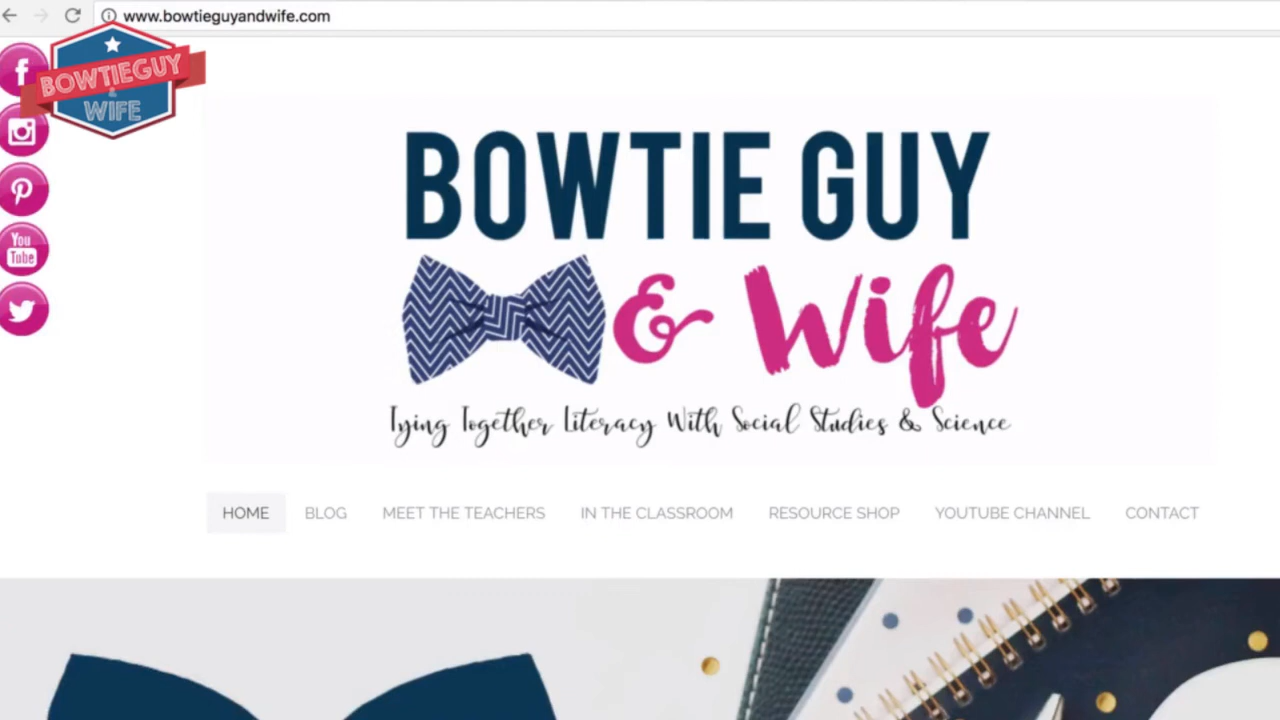 www.bowtieguyandwife.com
BOWTIEGUY
&
WIFE
f
You
Tube
BOWTIE GUY
& Wife
Tying Together Literacy With Social Studies & Science
HOME BLOG MEET THE TEACHERS IN THE CLASSROOM RESOURCE SHOP YOUTUBE CHANNEL CONTACT